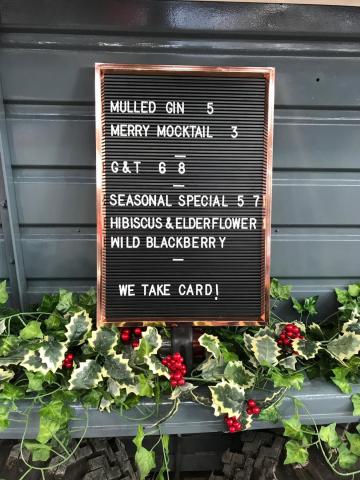 MULLED GIN 5
MERRY MOCKTAIL 3
—
G&T 6 8
—
SEASONAL SPECIAL 5 7
HIBISCUS & ELDERFLOWER
WILD BLACKBERRY
—
WE TAKE CARD!